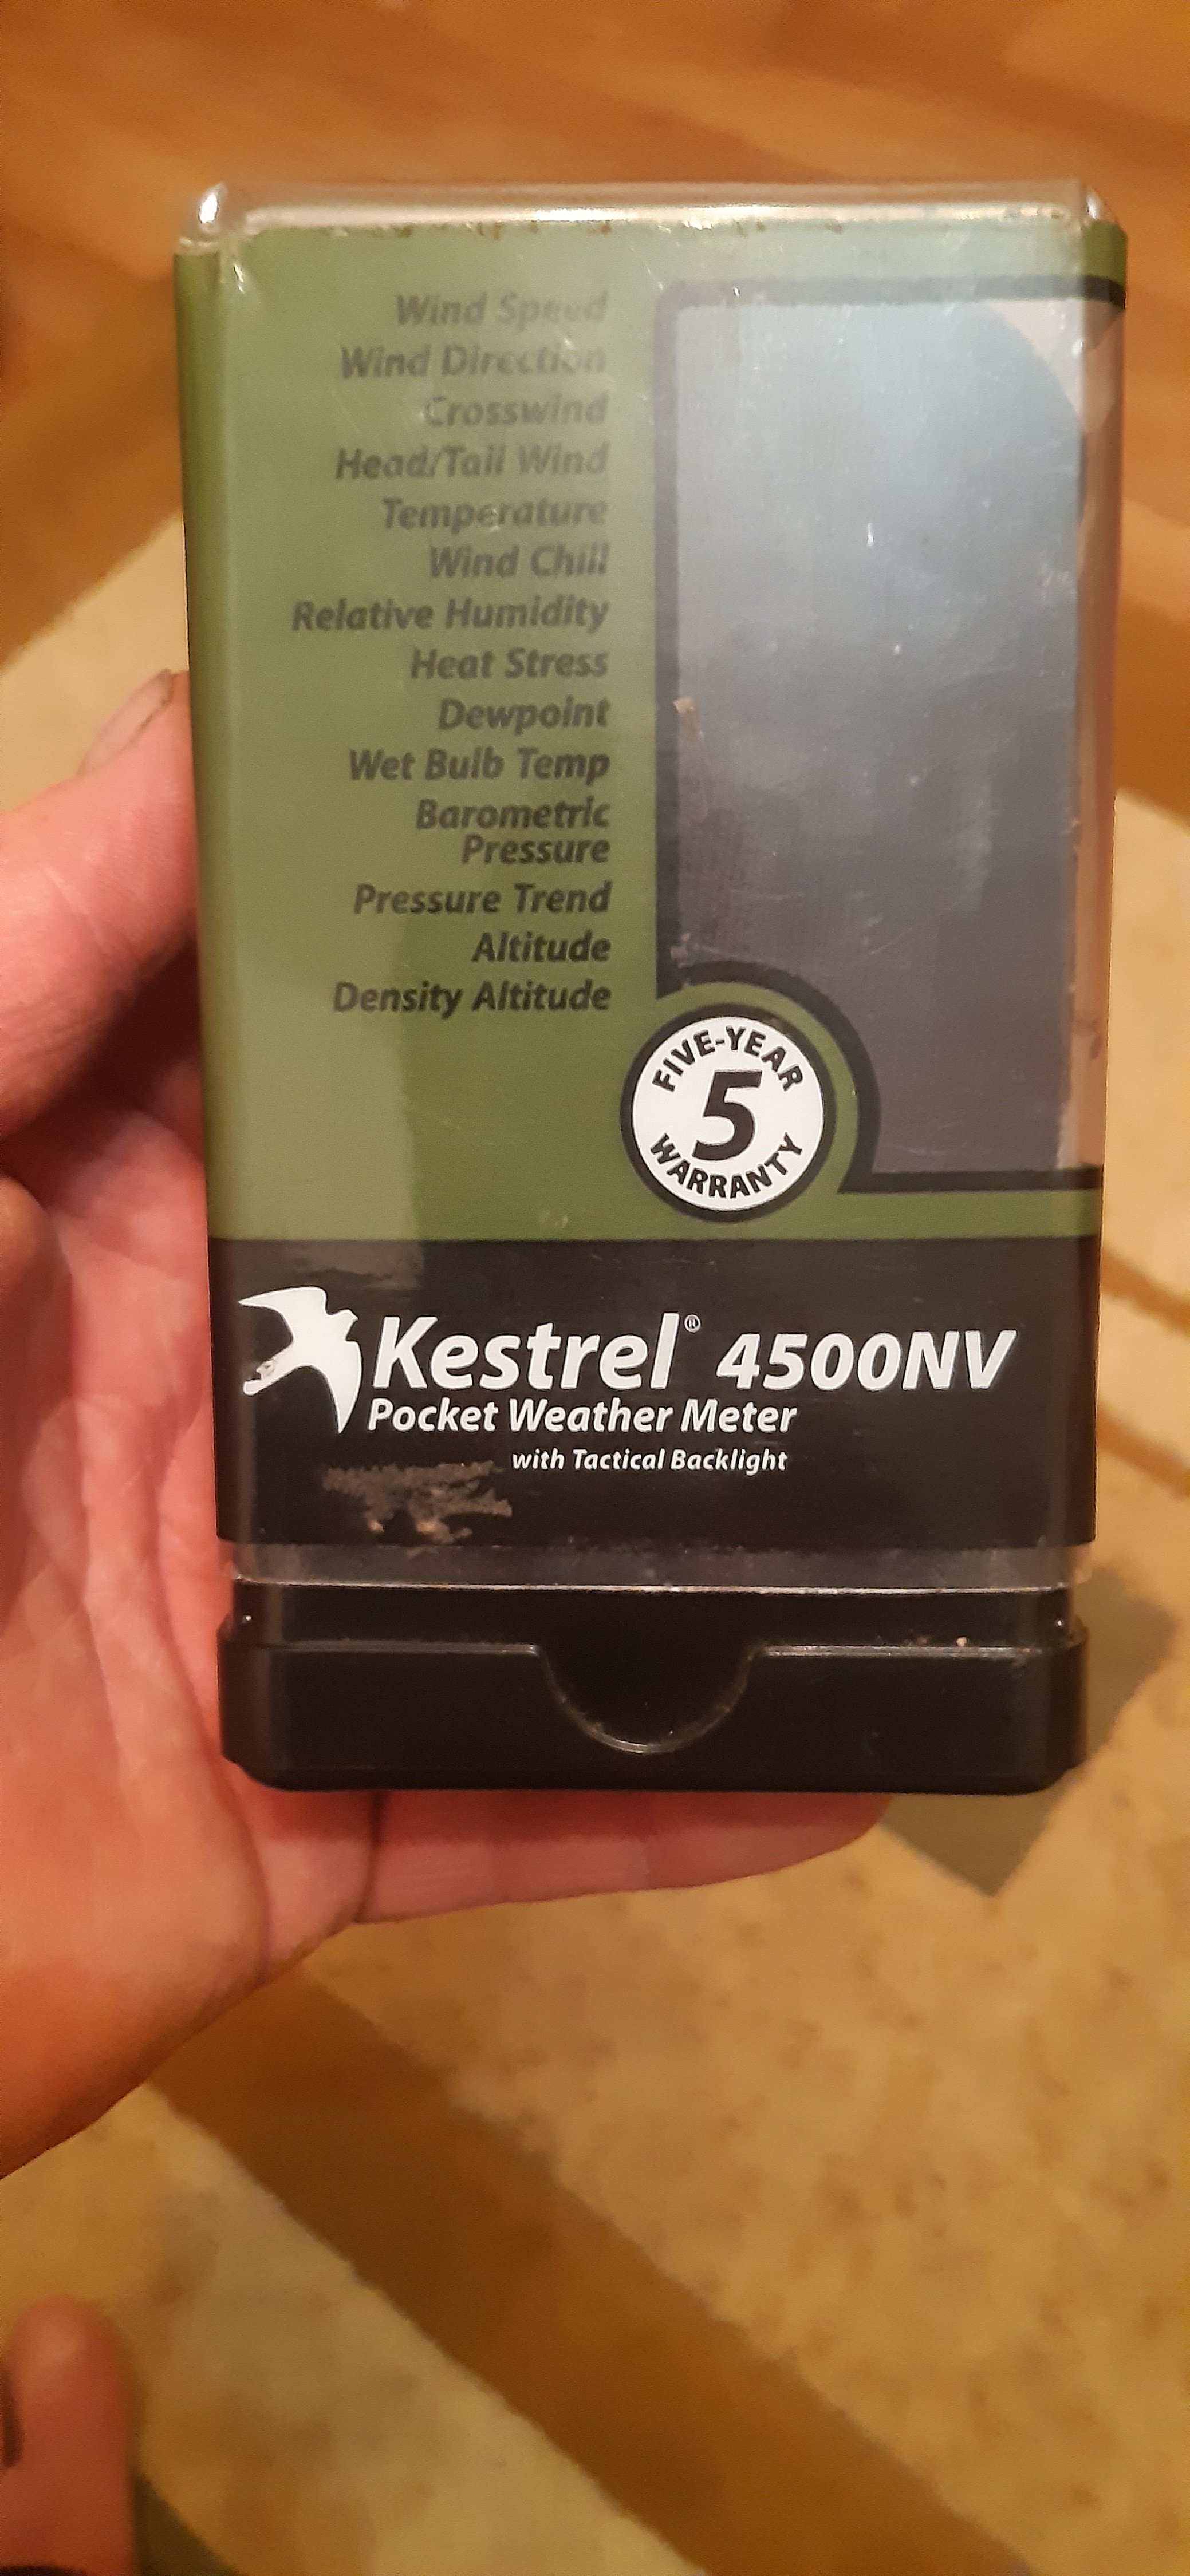 Wind Speed
Wind Direction
Crosswind
Head/Tail Wind
Temperature
Wind Chill
Relative Humidity
Heat Stress
Dewpoint
Wet Bulb Temp
Barometric
Pressure
Pressure Trend
Altitude
Density Altitude
FIVE-YEAR
5
WARRANTY
Kestrel® 4500NV
Pocket Weather Meter
with Tactical Backlight